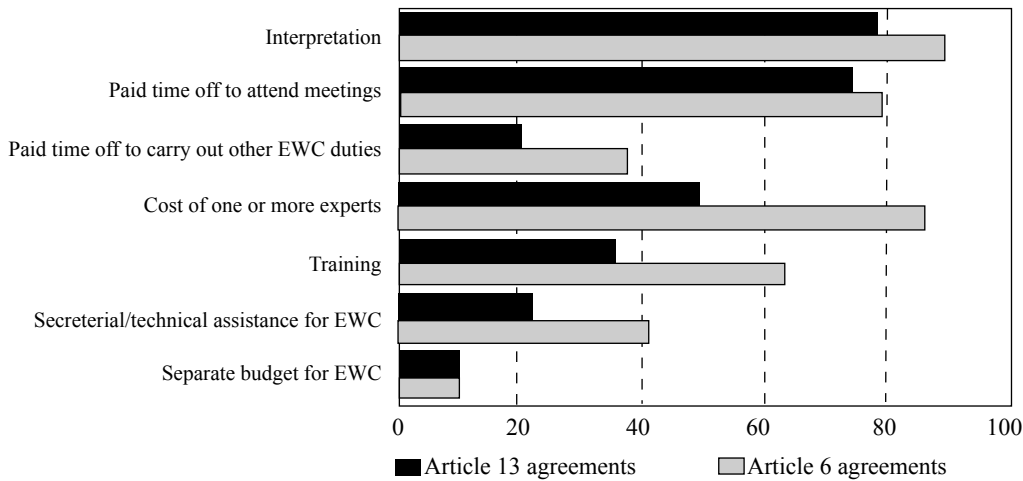 Interpretation
Paid time off to attend meetings
Paid time off to carry out other EWC duties
Cost of one or more experts
Training
Secreterial/technical assistance for EWC
Separate budget for EWC
0 20 40 60 80 100
Article 13 agreements Article 6 agreements